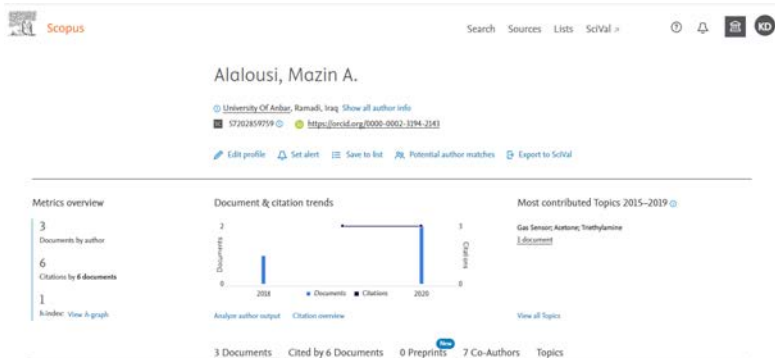 Scopus
Search Sources Lists SciVal ↗
KD
Alalousi, Mazin A.
University Of Anbar, Ramadi, Iraq Show all author info
SC 57202859759 iD https://orcid.org/0000-0002-3194-2143
Edit profile Set alert Save to list Potential author matches Export to SciVal
Metrics overview
3
Documents by author
6
Citations by 6 documents
1
h-index: View h-graph
Document & citation trends
2 3
Documents
Citations
0 0
2018 2020
Documents Citations
Analyze author output Citation overview
Most contributed Topics 2015–2019
Gas Sensor; Acetone; Triethylamine
1 document
View all Topics
New
3 Documents Cited by 6 Documents 0 Preprints 7 Co-Authors Topics